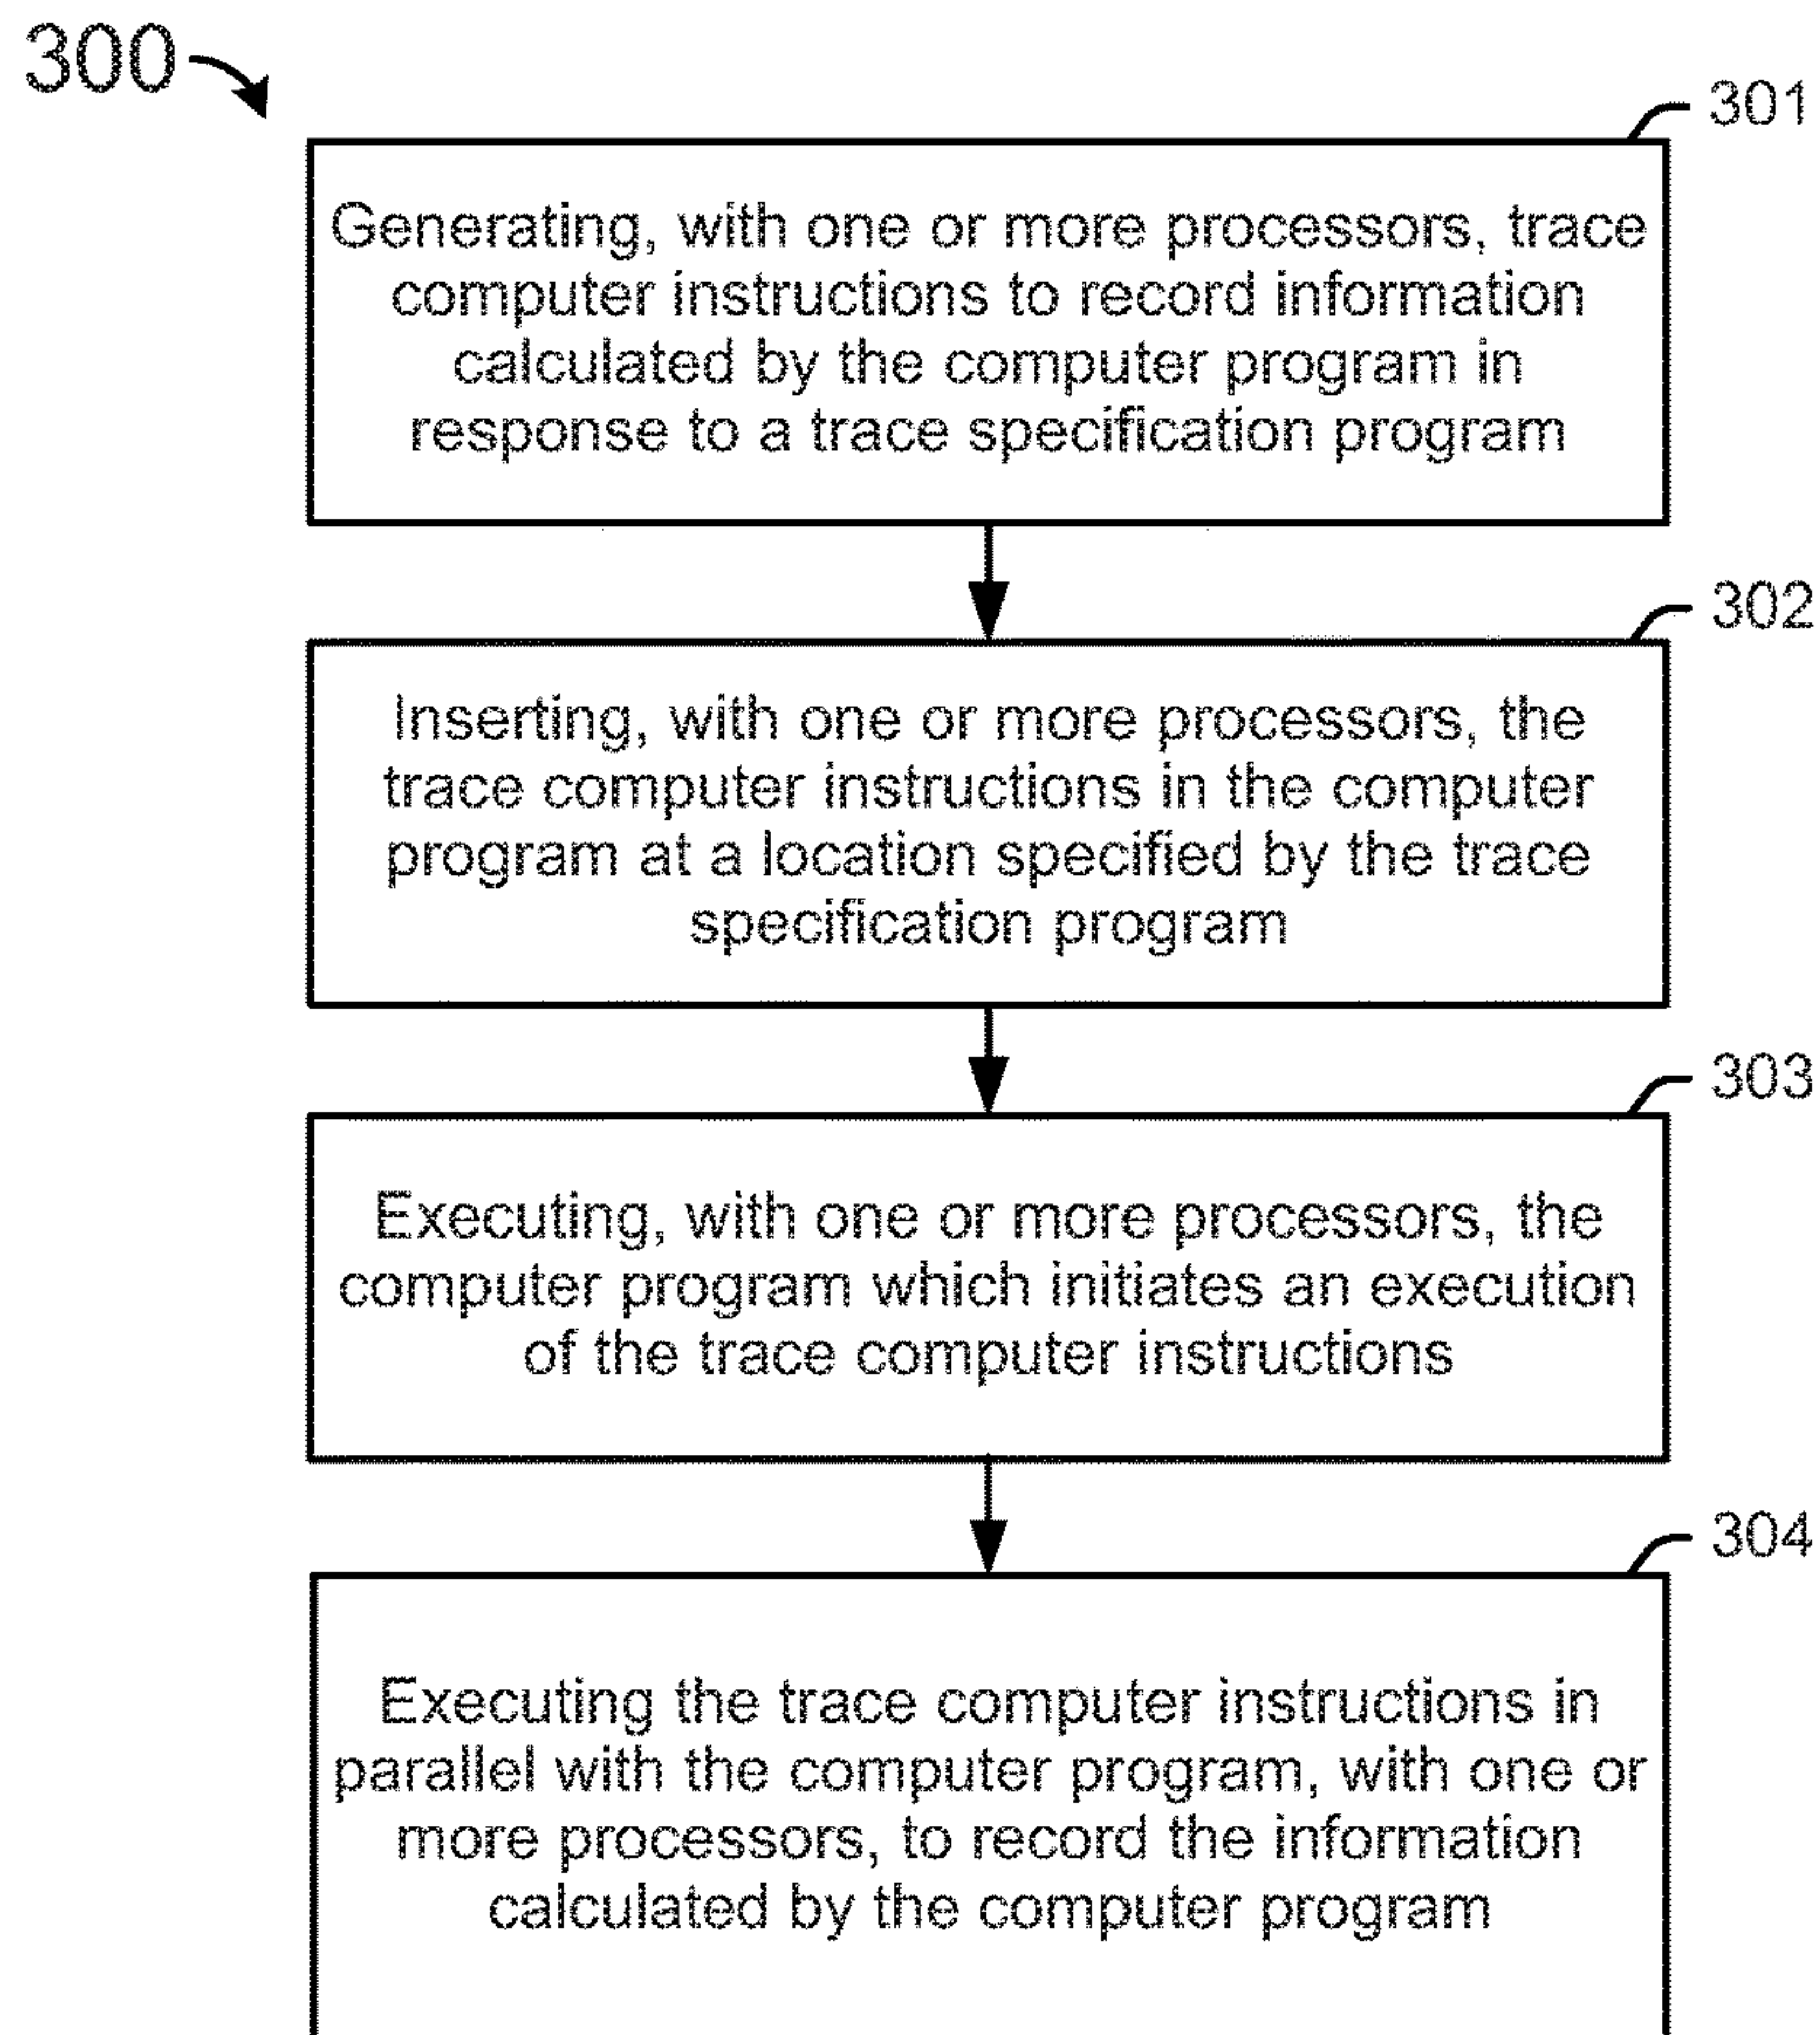 300
301
Generating, with one or more processors, trace
computer instructions to record information
calculated by the computer program in
response to a trace specification program
302
Inserting, with one or more processors, the
trace computer instructions in the computer
program at a location specified by the trace
specification program
303
Executing, with one or more processors, the
computer program which initiates an execution
of the trace computer instructions
304
Executing the trace computer instructions in
parallel with the computer program, with one or
more processors, to record the information
calculated by the computer program